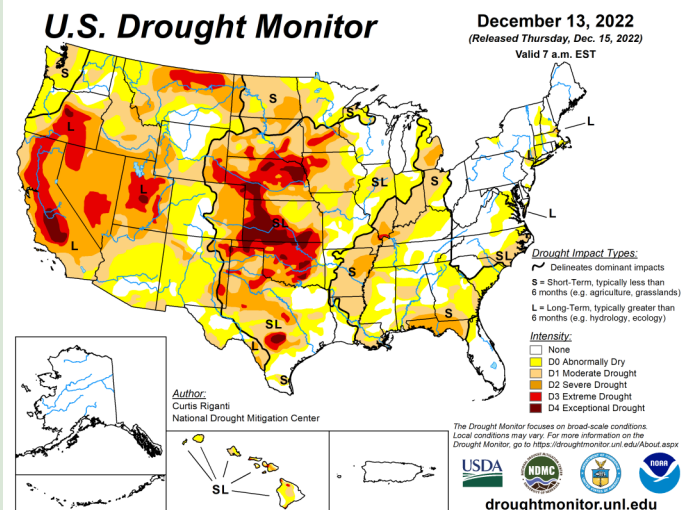 U.S. Drought Monitor
December 13, 2022
(Released Thursday, Dec. 15, 2022)
Valid 7 a.m. EST
S
S
S
L
L
SL
S
L
L
L
SL
L
S
SL
SL
S
L
S
Drought Impact Types:
Delineates dominant impacts
S = Short-Term, typically less than
6 months (e.g. agriculture, grasslands)
L = Long-Term, typically greater than
6 months (e.g. hydrology, ecology)
Intensity:
None
D0 Abnormally Dry
D1 Moderate Drought
D2 Severe Drought
D3 Extreme Drought
D4 Exceptional Drought
Author:
Curtis Riganti
National Drought Mitigation Center
SL
The Drought Monitor focuses on broad-scale conditions.
Local conditions may vary. For more information on the
Drought Monitor, go to https://droughtmonitor.unl.edu/About.aspx
USDA
NDMC
NOAA
droughtmonitor.unl.edu